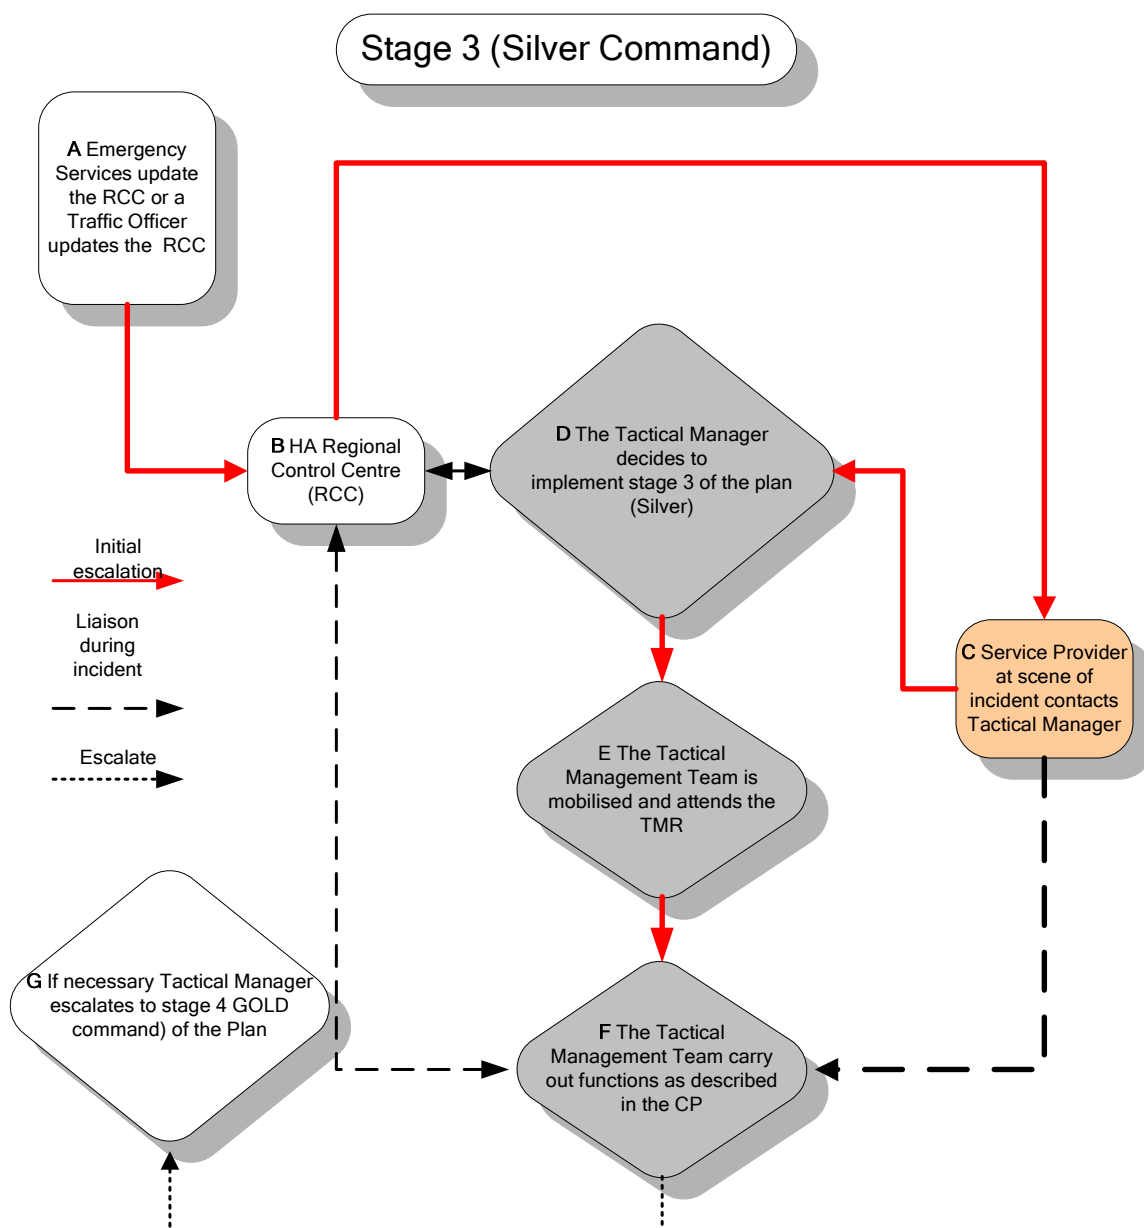 Stage 3 (Silver Command)
A Emergency
Services update
the RCC or a
Traffic Officer
updates the RCC
B HA Regional
Control Centre
(RCC)
D The Tactical Manager
decides to
implement stage 3 of the plan
(Silver)
Initial
escalation
Liaison
during
incident
Escalate
C Service Provider
at scene of
incident contacts
Tactical Manager
E The Tactical
Management Team is
mobilised and attends the
TMR
G If necessary Tactical Manager
escalates to stage 4 GOLD
command) of the Plan
F The Tactical
Management Team carry
out functions as described
in the CP